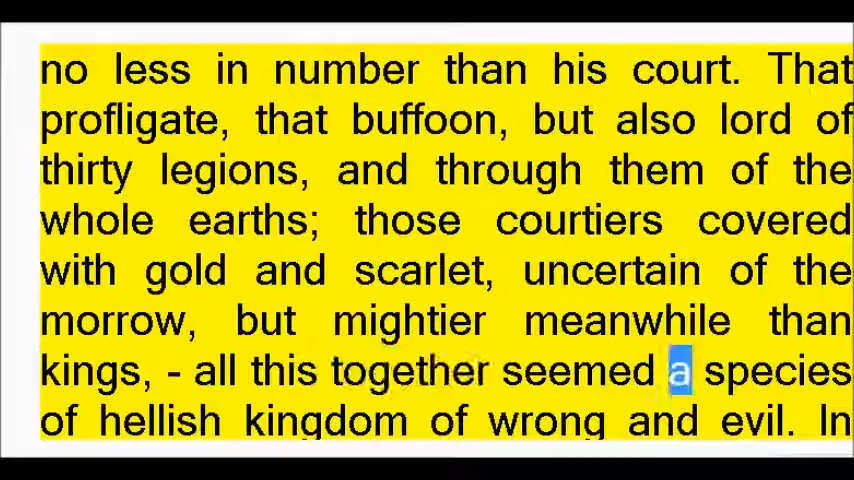 no less in number than his court. That
profligate, that buffoon, but also lord of
thirty legions, and through them of the
whole earths; those courtiers covered
with gold and scarlet, uncertain of the
morrow, but mightier meanwhile than
kings, - all this together seemed a species
of hellish kingdom of wrong and evil. In